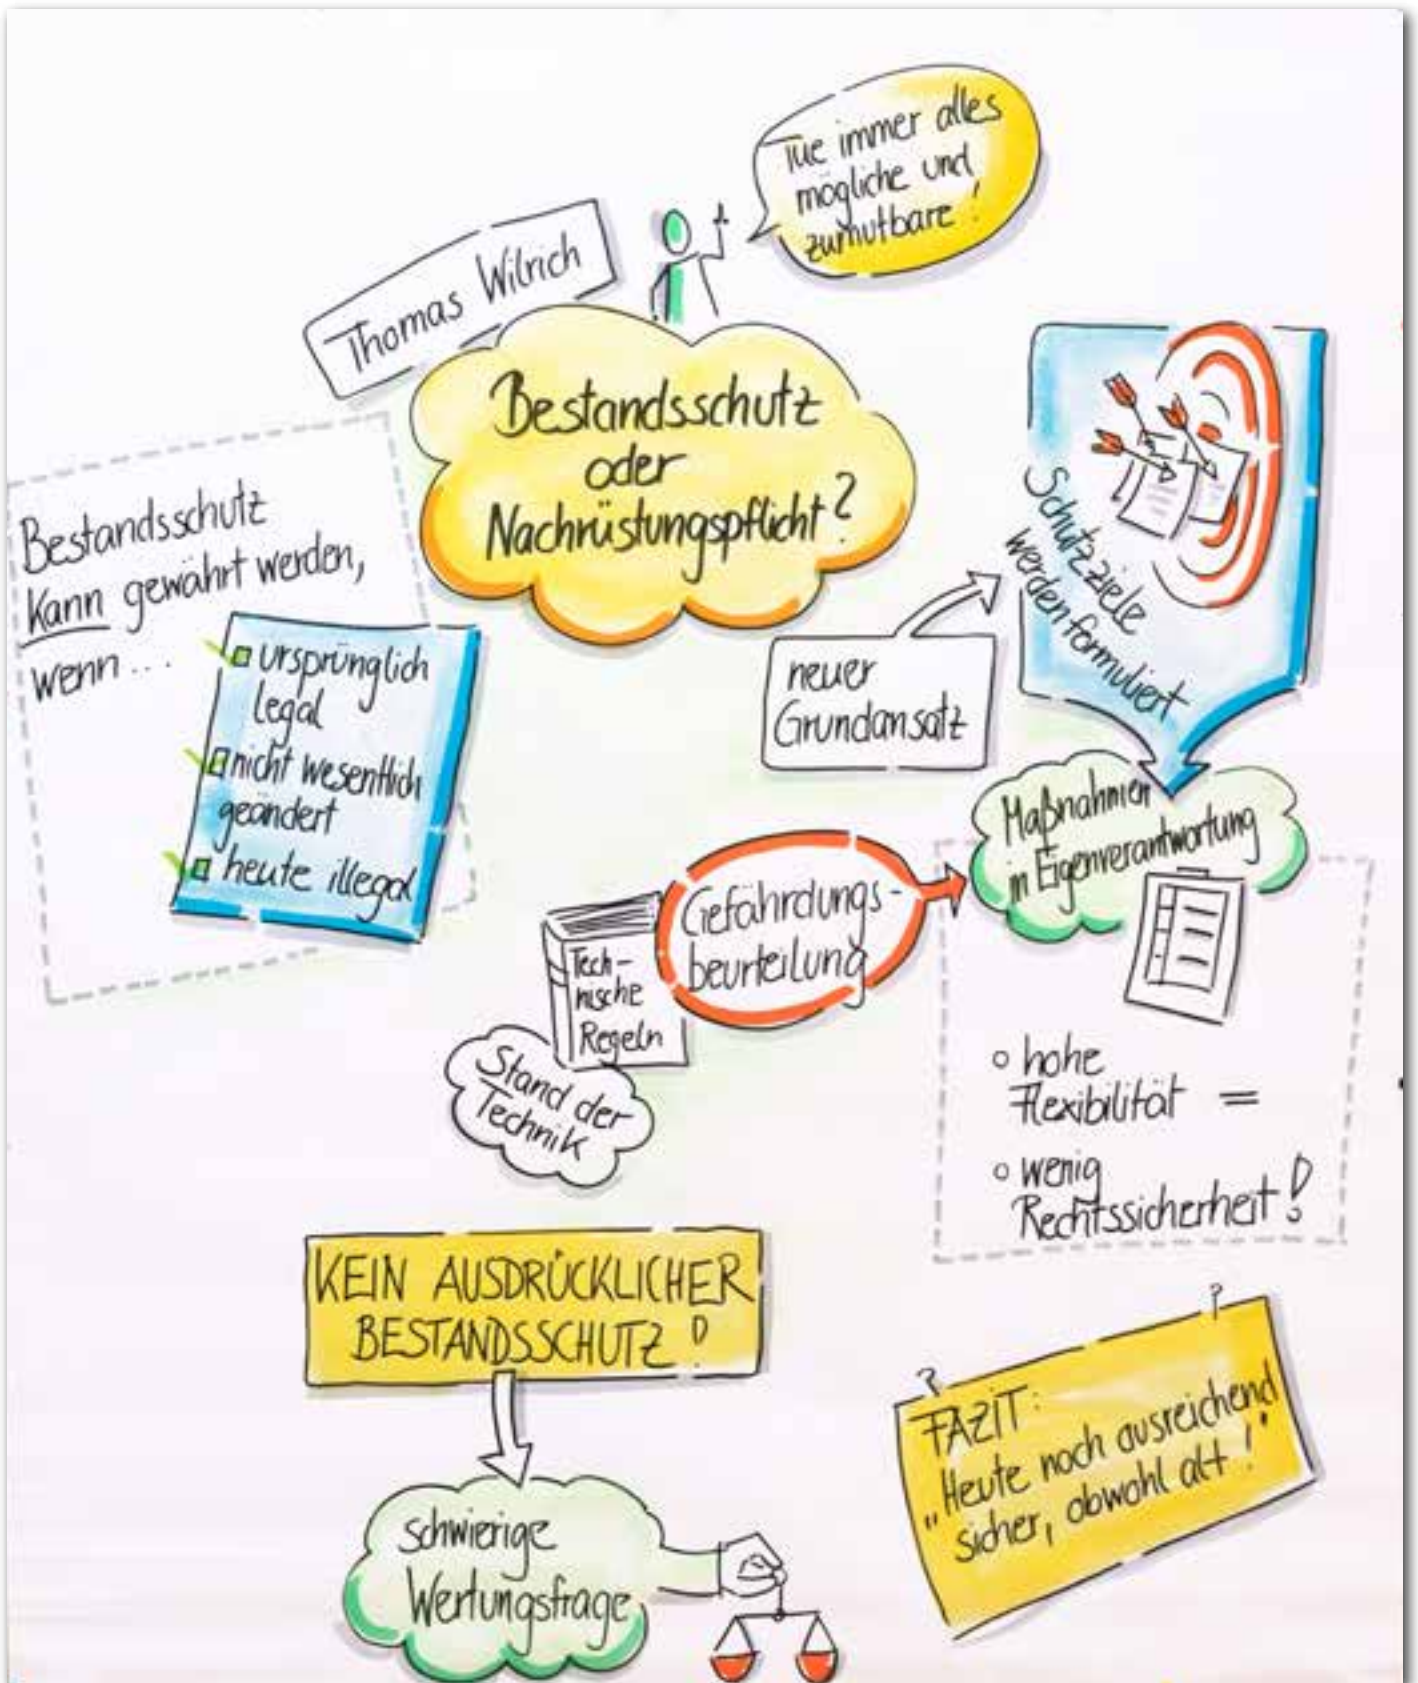 Tue immer alles
mögliche und
zumutbare!
Thomas Wilrich
Bestandsschutz
oder
Nachrüstungspflicht?
Bestandsschutz
kann gewährt werden,
wenn...
ursprünglich
legal
nicht wesentlich
geändert
heute illegal
neuer
Grundansatz
Schutzziele
werden formuliert
Maßnahmen
in Eigenverantwortung
Gefährdungs-
beurteilung
Tech-
nische
Regeln
Stand der
Technik
hohe
Flexibilität =
wenig
Rechtssicherheit!
KEIN AUSDRÜCKLICHER
BESTANDSSCHUTZ!
schwierige
Wertungsfrage
FAZIT:
„Heute noch ausreichend
sicher, obwohl alt!"